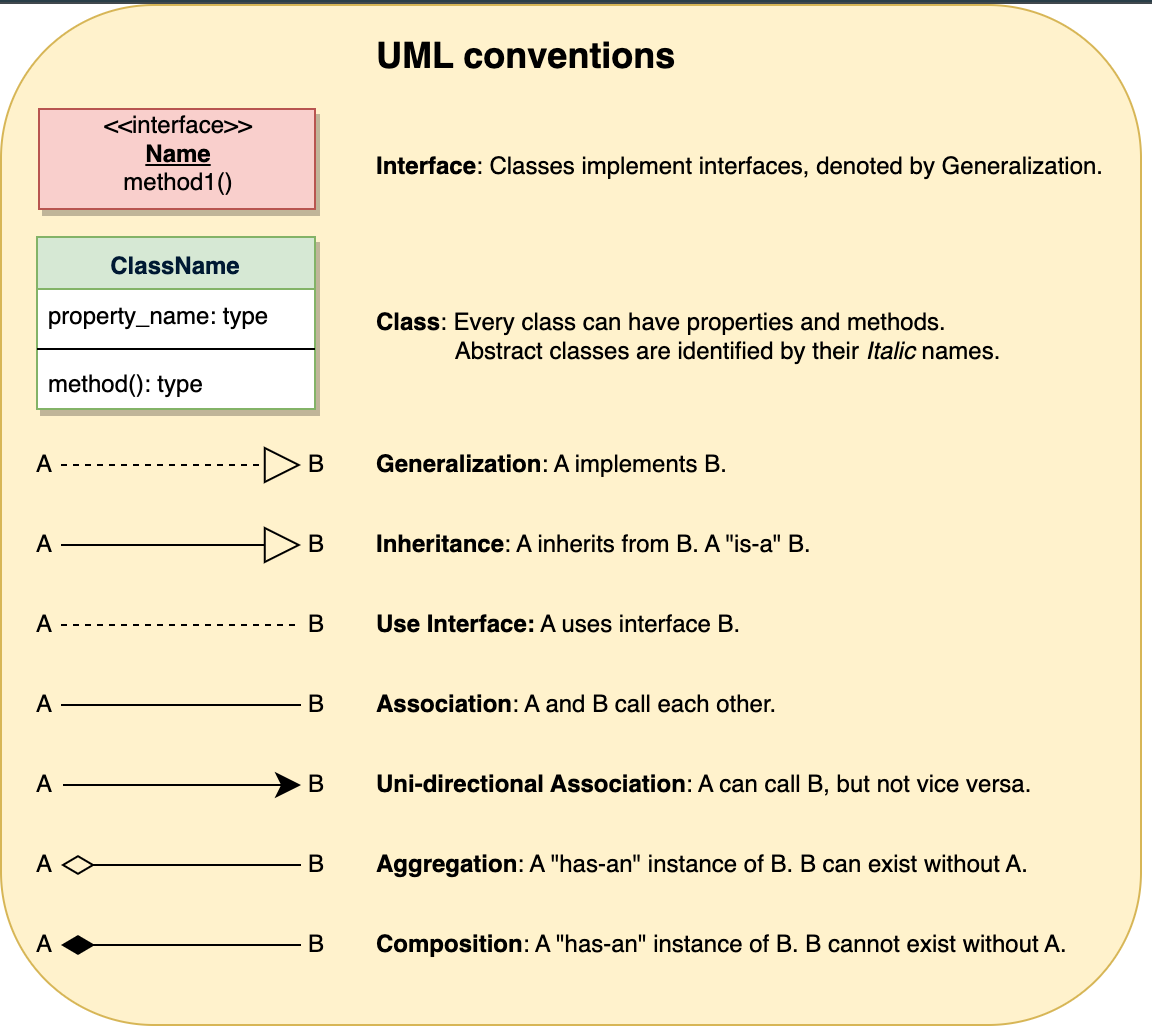 UML conventions
<<interface>>
Name
method1()
Interface: Classes implement interfaces, denoted by Generalization.
ClassName
property_name: type
method(): type
Class: Every class can have properties and methods.
Abstract classes are identified by their Italic names.
A B Generalization: A implements B.
A B Inheritance: A inherits from B. A "is-a" B.
A B Use Interface: A uses interface B.
A B Association: A and B call each other.
A B Uni-directional Association: A can call B, but not vice versa.
A B Aggregation: A "has-an" instance of B. B can exist without A.
A B Composition: A "has-an" instance of B. B cannot exist without A.